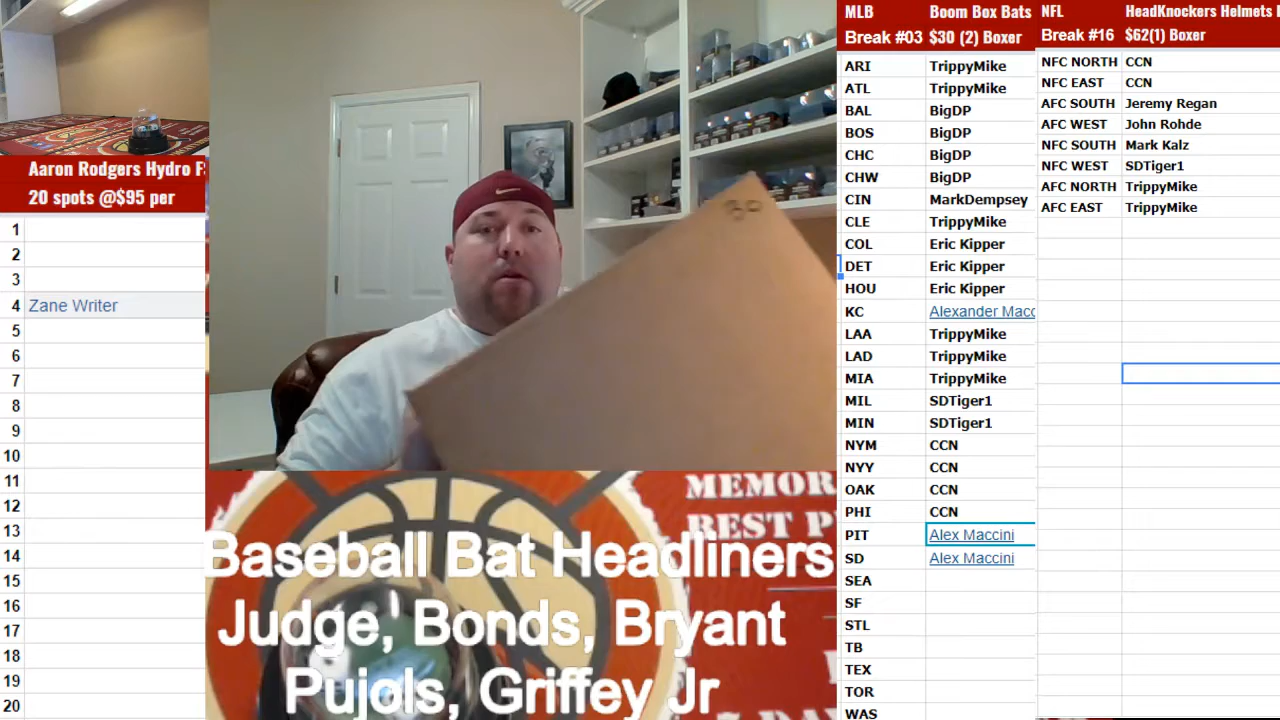 Aaron Rodgers Hydro F
20 spots @$95 per
1
2
3
4 Zane Writer
5
6
7
8
9
10
11
12
13
14
15
16
17
18
19
20
MEMOR
REST P
Baseball Bat Headliners
Judge, Bonds, Bryant
Pujols, Griffey Jr
MLB Boom Box Bats
Break #03 $30 (2) Boxer
ARI TrippyMike
ATL TrippyMike
BAL BigDP
BOS BigDP
CHC BigDP
CHW BigDP
CIN MarkDempsey
CLE TrippyMike
COL Eric Kipper
DET Eric Kipper
HOU Eric Kipper
KC Alexander Macc
LAA TrippyMike
LAD TrippyMike
MIA TrippyMike
MIL SDTiger1
MIN SDTiger1
NYM CCN
NYY CCN
OAK CCN
PHI CCN
PIT Alex Maccini
SD Alex Maccini
SEA
SF
STL
TB
TEX
TOR
WAS
NFL HeadKnockers Helmets
Break #16 $62(1) Boxer
NFC NORTH CCN
NFC EAST CCN
AFC SOUTH Jeremy Regan
AFC WEST John Rohde
NFC SOUTH Mark Kalz
NFC WEST SDTiger1
AFC NORTH TrippyMike
AFC EAST TrippyMike